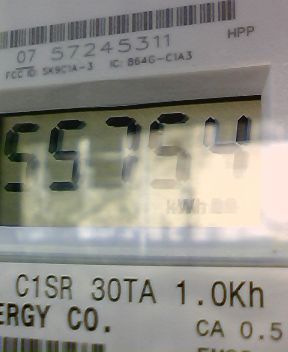 07 57245311
HPP
FCC ID: SK9C1A-3 IC: 864G-C1A3
55754
kWh
C1SR 30TA 1.0Kh
ERGY CO.
CA 0.5